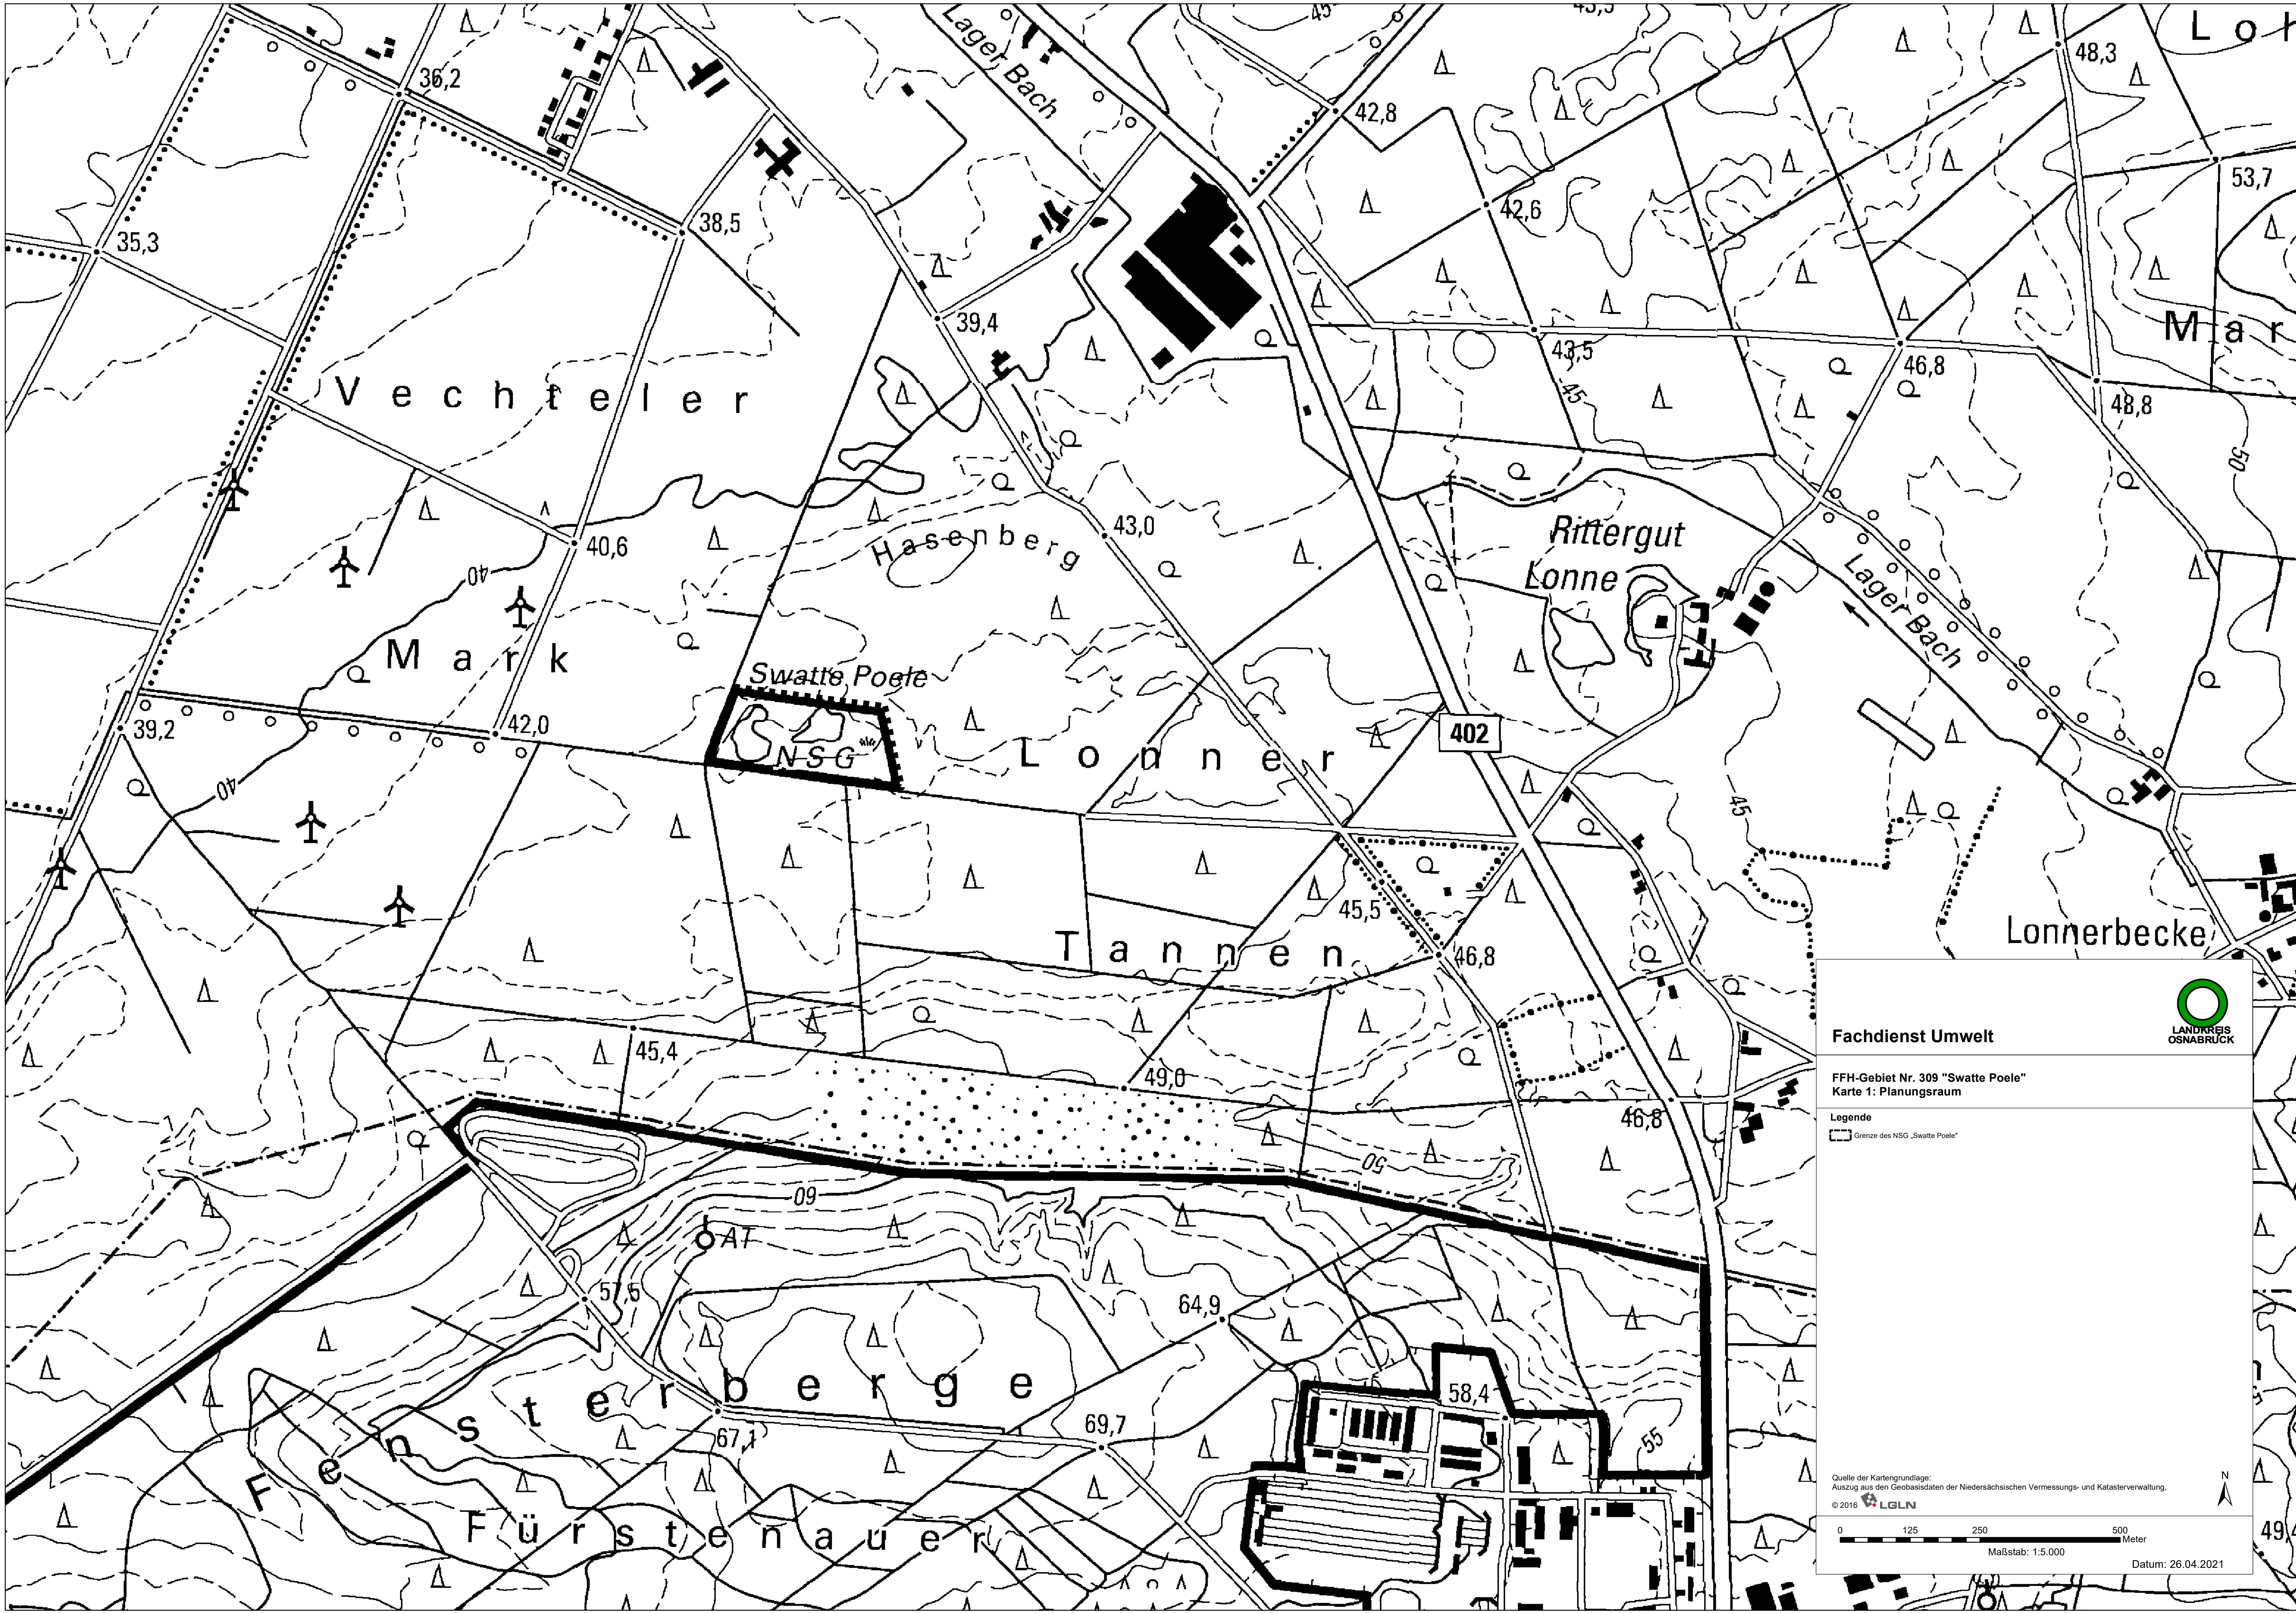 45
43,5
Lager Bach
48,3
36,2
42,8
53,7
42,6
38,5
35,3
39,4
43,5
46,8
Mar
45
Vechteler
48,8
50
Hasenberg
43,0
Rittergut
Lonne
40,6
40
Lager Bach
Mark
Swatte Poele
39,2
42,0
NSG
Lonner
402
40
45
45,5
Lonnerbecke
Tannen
46,8
45,4
49,0
46,8
50
60
AT
57,5
64,9
Fensterberge
58,4
67,1
69,7
55
Fürstenauer
49,4
Fachdienst Umwelt
LANDKREIS
OSNABRÜCK
FFH-Gebiet Nr. 309 "Swatte Poele"
Karte 1: Planungsraum
Legende
Grenze des NSG „Swatte Poele"
Quelle der Kartengrundlage:
Auszug aus den Geobasisdaten der Niedersächsischen Vermessungs- und Katasterverwaltung,
© 2016 LGLN
N
0 125 250 500
Meter
Maßstab: 1:5.000
Datum: 26.04.2021